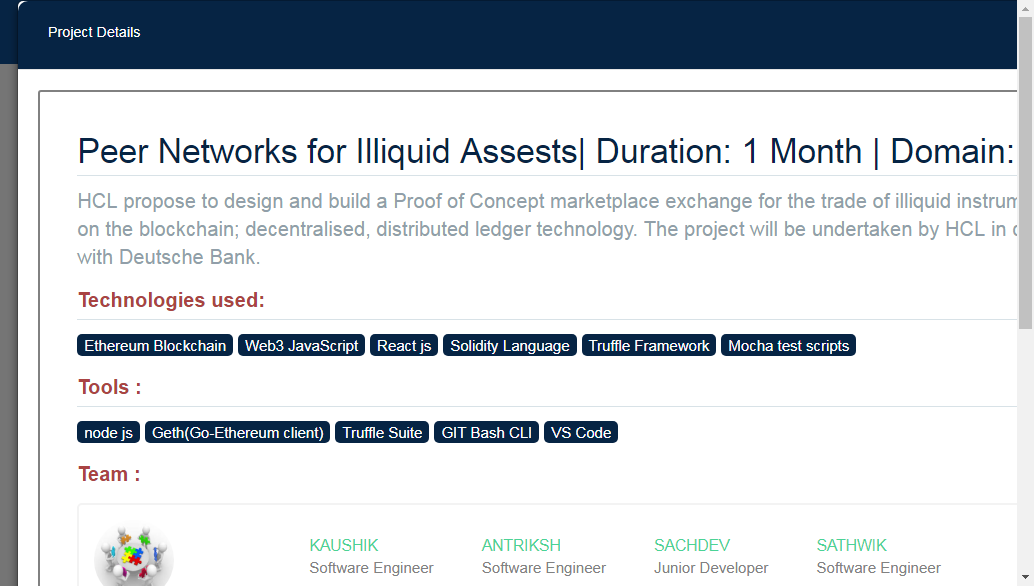 Project Details
Peer Networks for Illiquid Assests| Duration: 1 Month | Domain:
HCL propose to design and build a Proof of Concept marketplace exchange for the trade of illiquid
on the blockchain; decentralised, distributed ledger technology. The project will be undertaken by HCL in
with Deutsche Bank.
Technologies used:
Ethereum Blockchain Web3 JavaScript React js Solidity Language Truffle Framework Mocha test scripts
Tools :
node js Geth(Go-Ethereum client) Truffle Suite GIT Bash CLI VS Code
Team :
KAUSHIK ANTRIKSH SACHDEV SATHWIK
Software Engineer Software Engineer Junior Developer Software Engineer